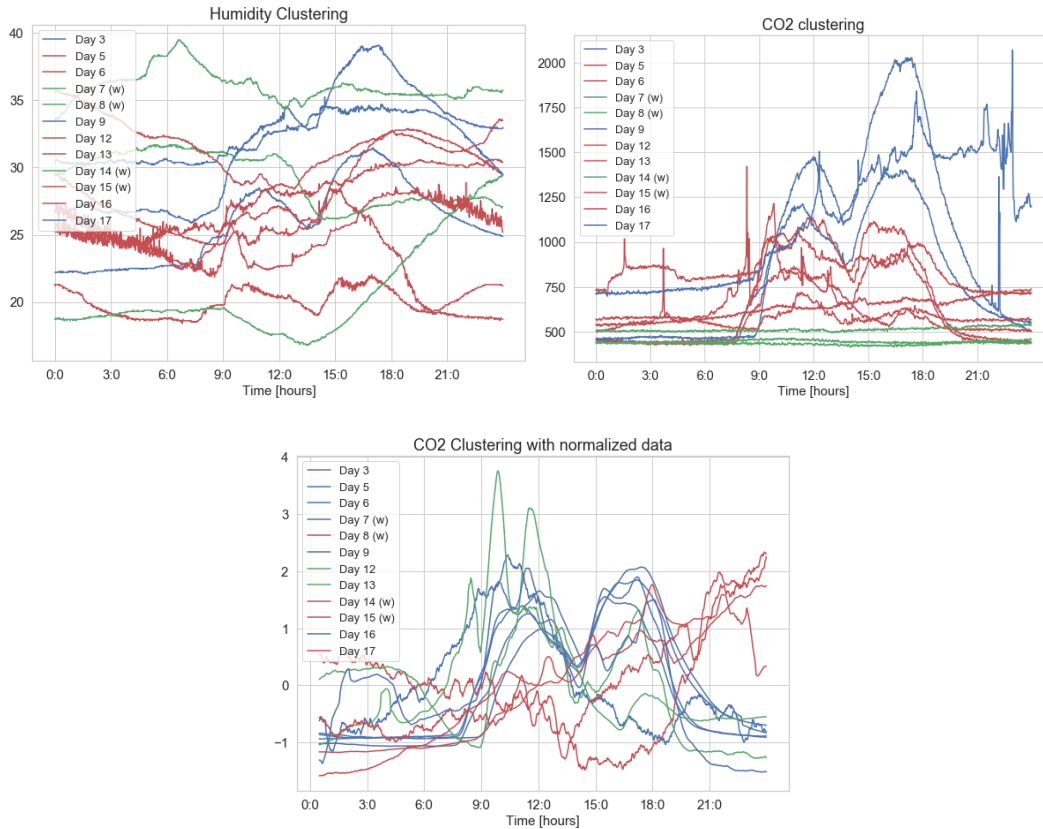 Humidity Clustering
40
35
30
25
20
Day 3
Day 5
Day 6
Day 7 (w)
Day 8 (w)
Day 9
Day 12
Day 13
Day 14 (w)
Day 15 (w)
Day 16
Day 17
0:0 3:0 6:0 9:0 12:0 15:0 18:0 21:0
Time [hours]
CO2 clustering
2000
1750
1500
1250
1000
750
500
Day 3
Day 5
Day 6
Day 7 (w)
Day 8 (w)
Day 9
Day 12
Day 13
Day 14 (w)
Day 15 (w)
Day 16
Day 17
0:0 3:0 6:0 9:0 12:0 15:0 18:0 21:0
Time [hours]
CO2 Clustering with normalized data
4
3
2
1
0
−1
Day 3
Day 5
Day 6
Day 7 (w)
Day 8 (w)
Day 9
Day 12
Day 13
Day 14 (w)
Day 15 (w)
Day 16
Day 17
0:0 3:0 6:0 9:0 12:0 15:0 18:0 21:0
Time [hours]